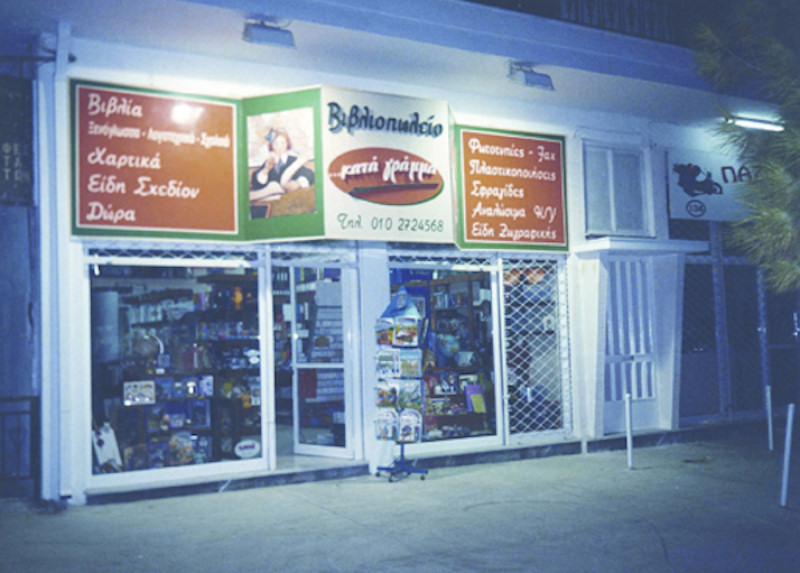 Βιβλία
Ξενόγλωσσα - Λογοτεχνικά - Σχολικά
Χαρτικά
Είδη Σχεδίου
Δώρα
Βιβλιοπωλείο
...κατά γράμμα
Τηλ. 010 2724568
Φωτοτυπίες - Fax
Πλαστικοποιήσεις
Σφραγίδες
Αναλώσιμα Η/Υ
Είδη Ζωγραφικής